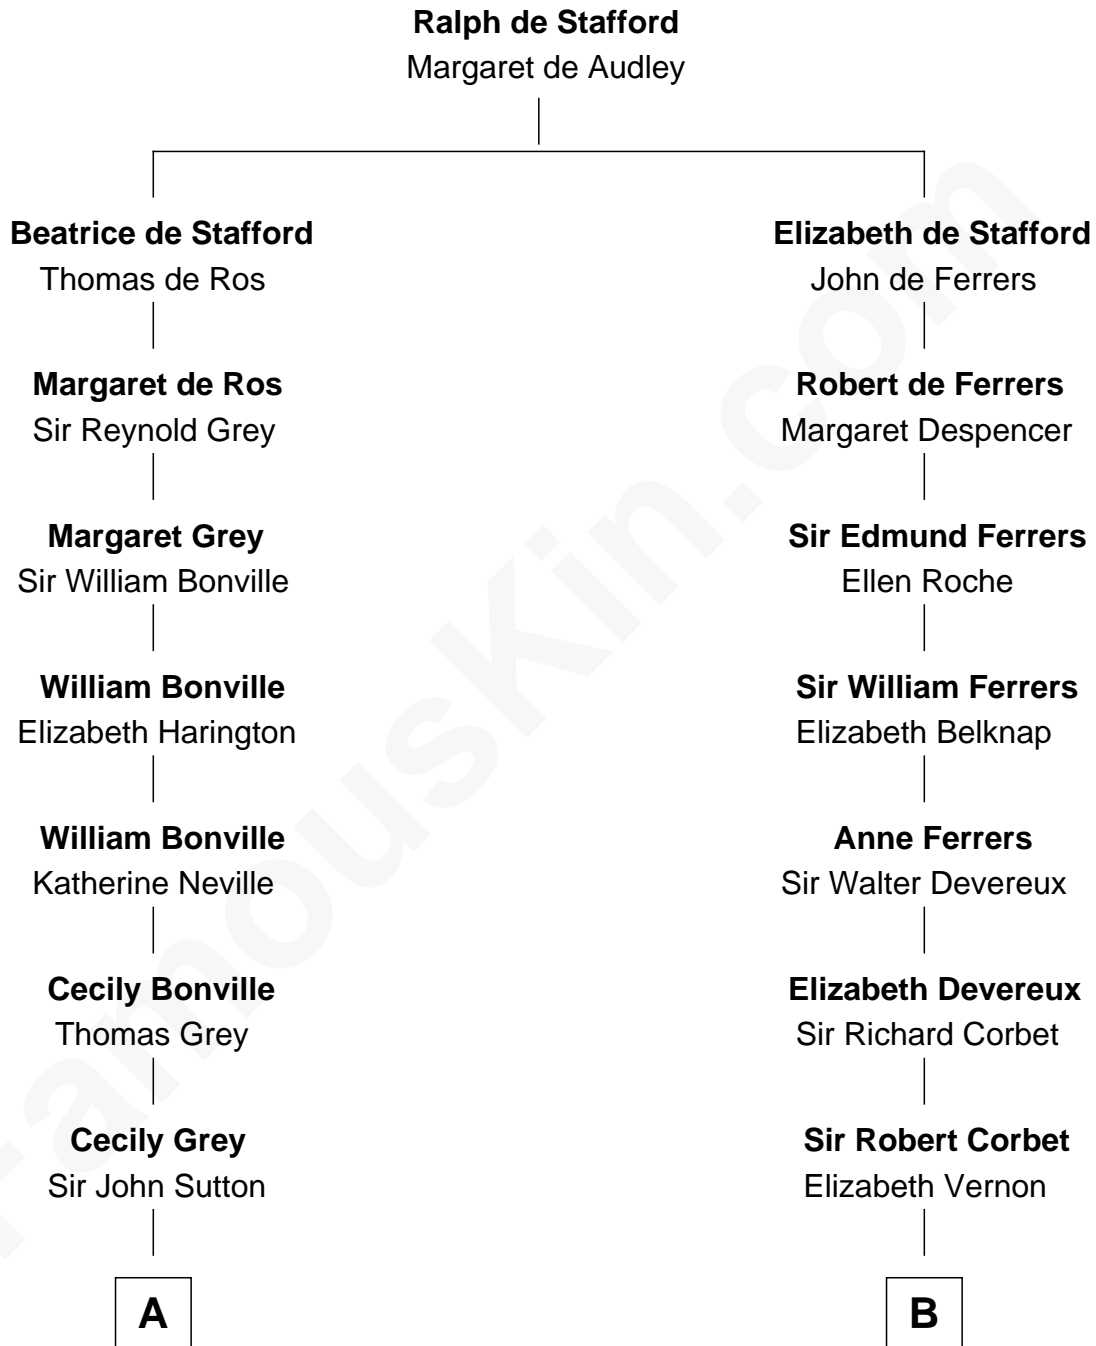 Ralph de Stafford
Margaret de Audley
Beatrice de Stafford
Thomas de Ros
Margaret de Ros
Sir Reynold Grey
Margaret Grey
Sir William Bonville
William Bonville
Elizabeth Harington
William Bonville
Katherine Neville
Cecily Bonville
Thomas Grey
Cecily Grey
Sir John Sutton
A
Elizabeth de Stafford
John de Ferrers
Robert de Ferrers
Margaret Despencer
Sir Edmund Ferrers
Ellen Roche
Sir William Ferrers
Elizabeth Belknap
Anne Ferrers
Sir Walter Devereux
Elizabeth Devereux
Sir Richard Corbet
Sir Robert Corbet
Elizabeth Vernon
B
FamousKin.com